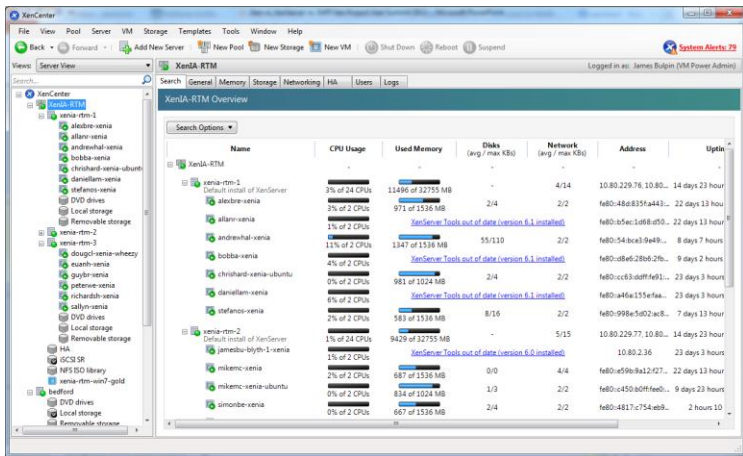 XenCenter
File View Pool Server VM Storage Templates Tools Window Help
Back Forward Add New Server New Pool New Storage New VM Shut Down Reboot Suspend System Alerts: 79
Views: Server View XenIA-RTM Logged in as: James Bulpin (VM Power Admin)
Search... Search General Memory Storage Networking HA Users Logs
XenCenter
XenIA-RTM
xenia-rtm-1
alexbre-xenia
allanr-xenia
andrewhal-xenia
bobba-xenia
chrishard-xenia-ubunt
daniellam-xenia
stefanos-xenia
DVD drives
Local storage
Removable storage
xenia-rtm-2
xenia-rtm-3
dougcl-xenia-wheezy
euanh-xenia
guybr-xenia
peterwe-xenia
richardsh-xenia
sallyn-xenia
DVD drives
Local storage
Removable storage
HA
iSCSI SR
NFS ISO library
xenia-rtm-win7-gold
bedford
DVD drives
Local storage
Removable storage
XenIA-RTM Overview
Search Options
Name CPU Usage Used Memory Disks (avg / max KBs) Network (avg / max KBs) Address Uptin
XenIA-RTM - - - - - -
xenia-rtm-1 Default install of XenServer 3% of 24 CPUs 11496 of 32755 MB - 4/14 10.80.229.76, 10.80... 14 days 23 hour
alexbre-xenia 3% of 2 CPUs 971 of 1536 MB 2/4 2/2 fe80::48d:835f:a443:... 22 days 13 hou
allanr-xenia 1% of 2 CPUs XenServer Tools out of date (version 6.1 installed) fe80::b5ec:1d68:d50... 22 days 13 hour
andrewhal-xenia 11% of 2 CPUs 1347 of 1536 MB 55/110 2/2 fe80::54:bce3:9e49:... 8 days 7 hours
bobba-xenia 4% of 2 CPUs XenServer Tools out of date (version 6.1 installed) fe80::d8e6:28b6:2fb... 9 days 2 hours
chrishard-xenia-ubuntu 0% of 2 CPUs 981 of 1024 MB 2/4 2/2 fe80::cc63:ddff:fe91:... 23 days 3 hours
daniellam-xenia 6% of 2 CPUs XenServer Tools out of date (version 6.1 installed) fe80::a46a:155e:faa... 23 days 3 hours
stefanos-xenia 2% of 2 CPUs 583 of 1536 MB 8/16 2/2 fe80::998e:5d02:ac8... 7 days 13 hour
xenia-rtm-2 Default install of XenServer 1% of 24 CPUs 9429 of 32755 MB - 5/15 10.80.229.77, 10.80... 14 days 23 hour
jamesbu-blyth-1-xenia 1% of 2 CPUs XenServer Tools out of date (version 6.0 installed) 10.80.2.36 23 days 3 hours
mikemc-xenia 2% of 2 CPUs 687 of 1536 MB 0/0 4/4 fe80::e59b:9a12:f27... 22 days 13 hour
mikemc-xenia-ubuntu 0% of 2 CPUs 834 of 1024 MB 1/3 2/2 fe80::c450:b0ff:fee0:... 9 days 23 hours
simonbe-xenia 0% of 2 CPUs 667 of 1536 MB 2/4 2/2 fe80::4817:c754:eb9... 2 hours 10